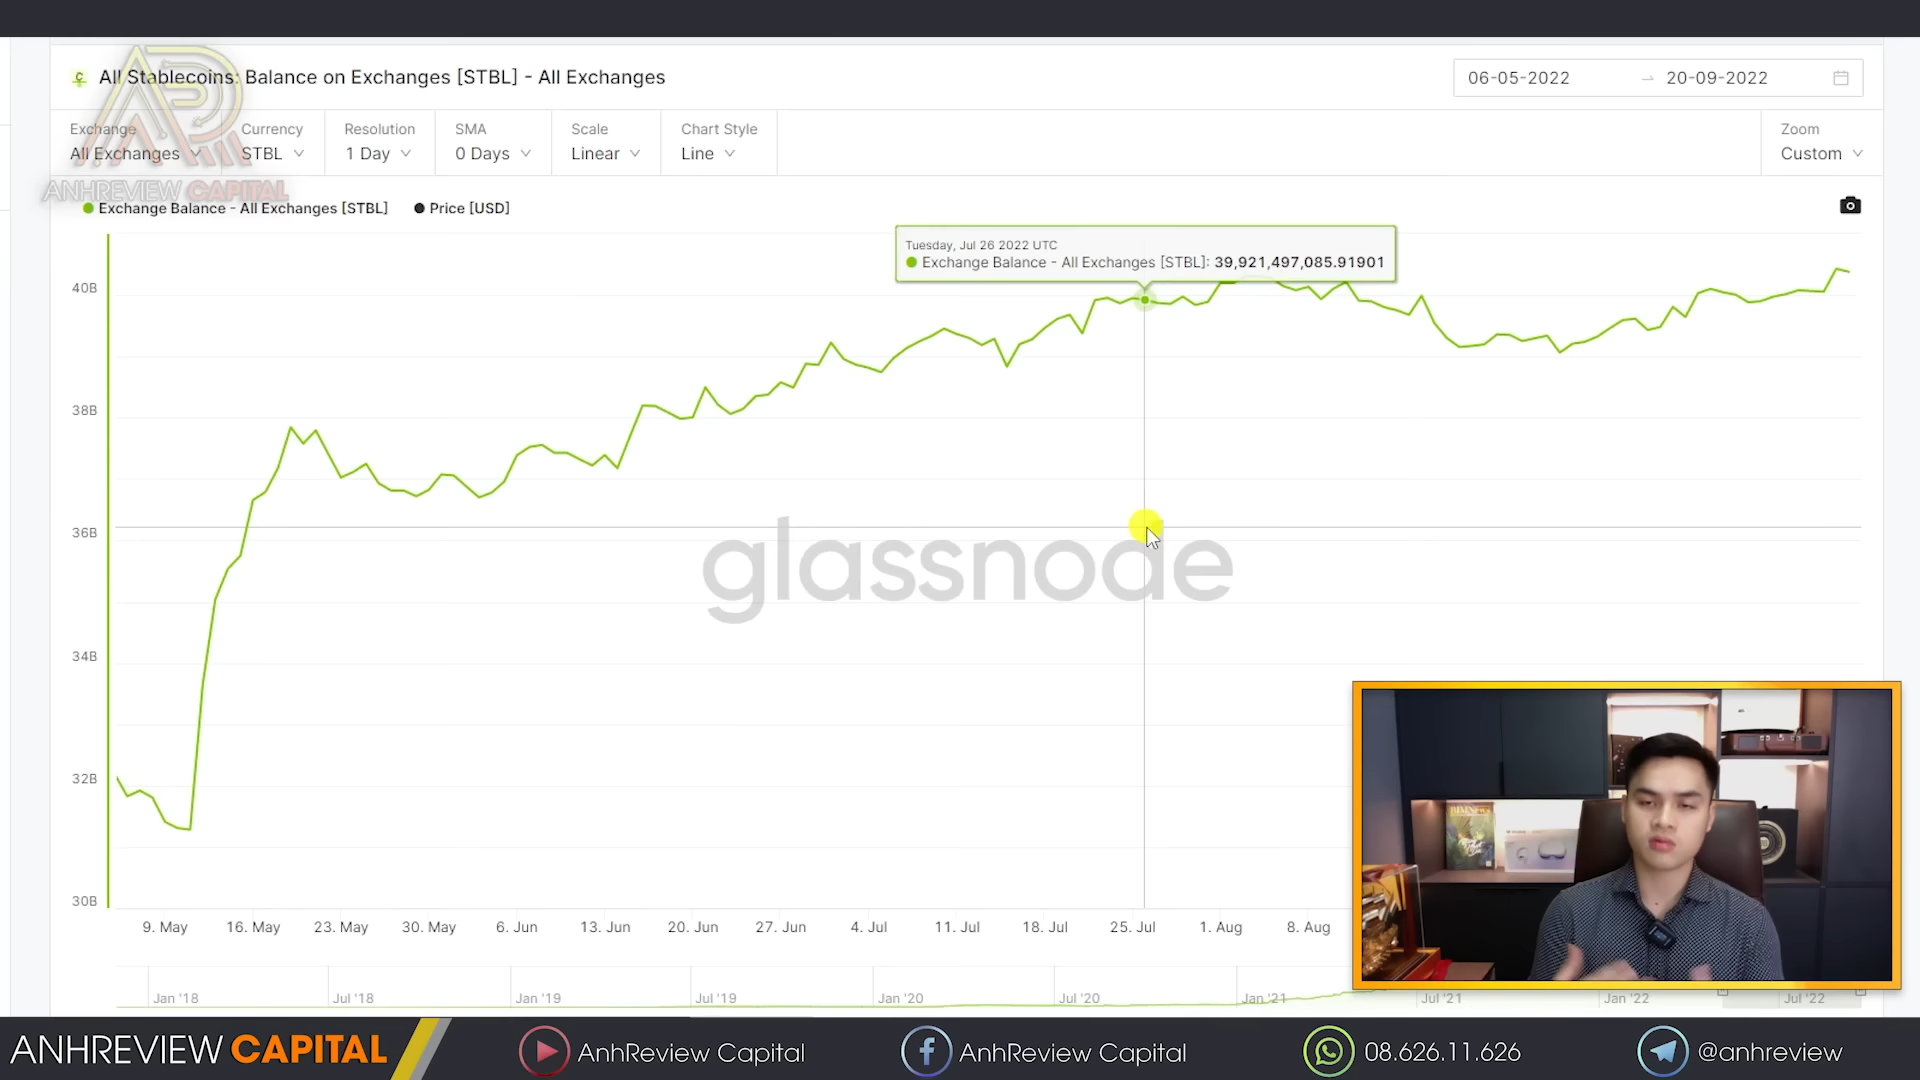 All Stablecoins: Balance on Exchanges [STBL] - All Exchanges
06-05-2022 → 20-09-2022
Exchange
All Exchanges
Currency
STBL
Resolution
1 Day
SMA
0 Days
Scale
Linear
Chart Style
Line
Zoom
Custom
ANHREVIEW CAPITAL
Exchange Balance - All Exchanges [STBL]
Price [USD]
Tuesday, Jul 26 2022 UTC
Exchange Balance - All Exchanges [STBL]: 39,921,497,085.91901
40B
38B
36B
34B
32B
30B
glassnode
9. May
16. May
23. May
30. May
6. Jun
13. Jun
20. Jun
27. Jun
4. Jul
11. Jul
18. Jul
25. Jul
1. Aug
8. Aug
Jan '18
Jul '18
Jan '19
Jul '19
Jan '20
Jul '20
Jan '21
Jul '21
Jan '22
Jul '22
ANHREVIEW CAPITAL
AnhReview Capital
AnhReview Capital
08.626.11.626
@anhreview